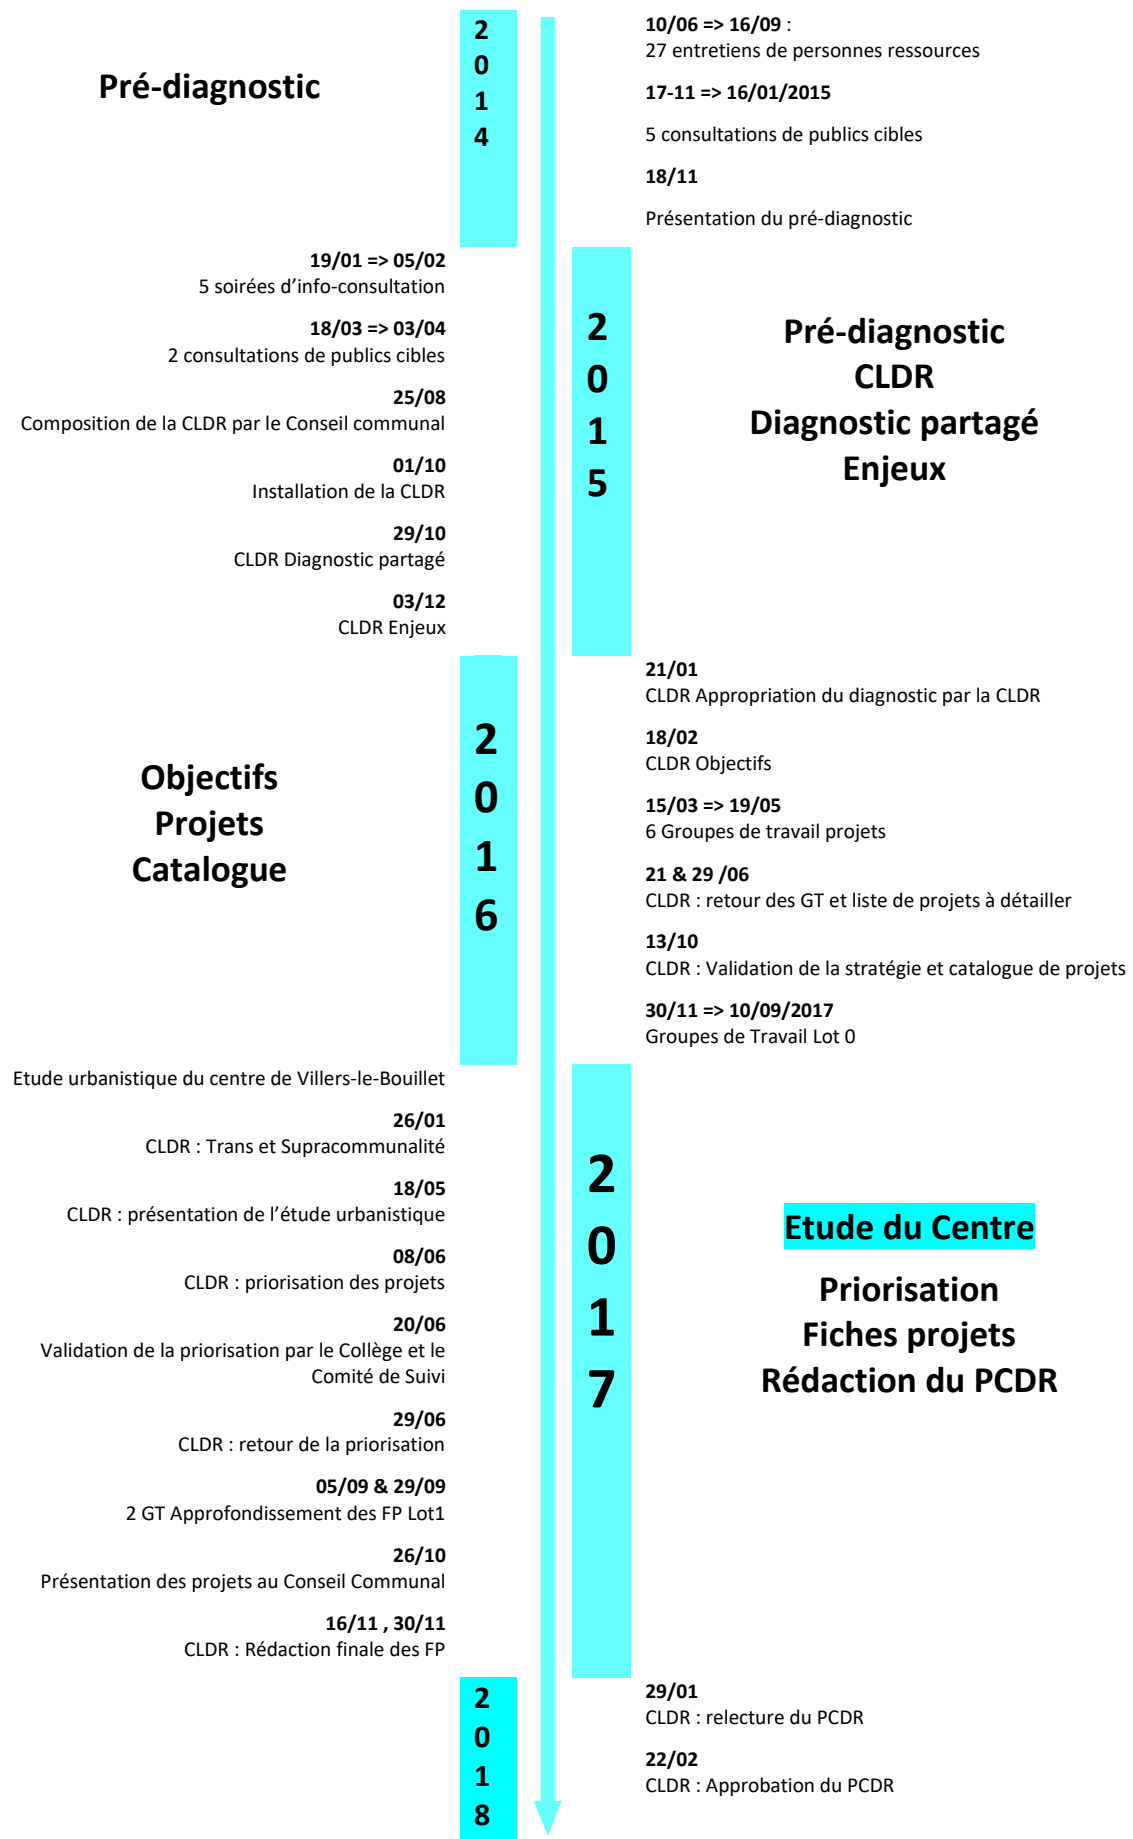 Pré-diagnostic
2
0
1
4
10/06 => 16/09 :
27 entretiens de personnes ressources
17-11 => 16/01/2015
5 consultations de publics cibles
18/11
Présentation du pré-diagnostic
19/01 => 05/02
5 soirées d’info-consultation
18/03 => 03/04
2 consultations de publics cibles
25/08
Composition de la CLDR par le Conseil communal
01/10
Installation de la CLDR
29/10
CLDR Diagnostic partagé
03/12
CLDR Enjeux
2
0
1
5
Pré-diagnostic
CLDR
Diagnostic partagé
Enjeux
Objectifs
Projets
Catalogue
2
0
1
6
21/01
CLDR Appropriation du diagnostic par la CLDR
18/02
CLDR Objectifs
15/03 => 19/05
6 Groupes de travail projets
21 & 29 /06
CLDR : retour des GT et liste de projets à détailler
13/10
CLDR : Validation de la stratégie et catalogue de projets
30/11 => 10/09/2017
Groupes de Travail Lot 0
Etude urbanistique du centre de Villers-le-Bouillet
26/01
CLDR : Trans et Supracommunalité
18/05
CLDR : présentation de l’étude urbanistique
08/06
CLDR : priorisation des projets
20/06
Validation de la priorisation par le Collège et le
Comité de Suivi
29/06
CLDR : retour de la priorisation
05/09 & 29/09
2 GT Approfondissement des FP Lot1
26/10
Présentation des projets au Conseil Communal
16/11 , 30/11
CLDR : Rédaction finale des FP
2
0
1
7
Etude du Centre
Priorisation
Fiches projets
Rédaction du PCDR
2
0
1
8
29/01
CLDR : relecture du PCDR
22/02
CLDR : Approbation du PCDR